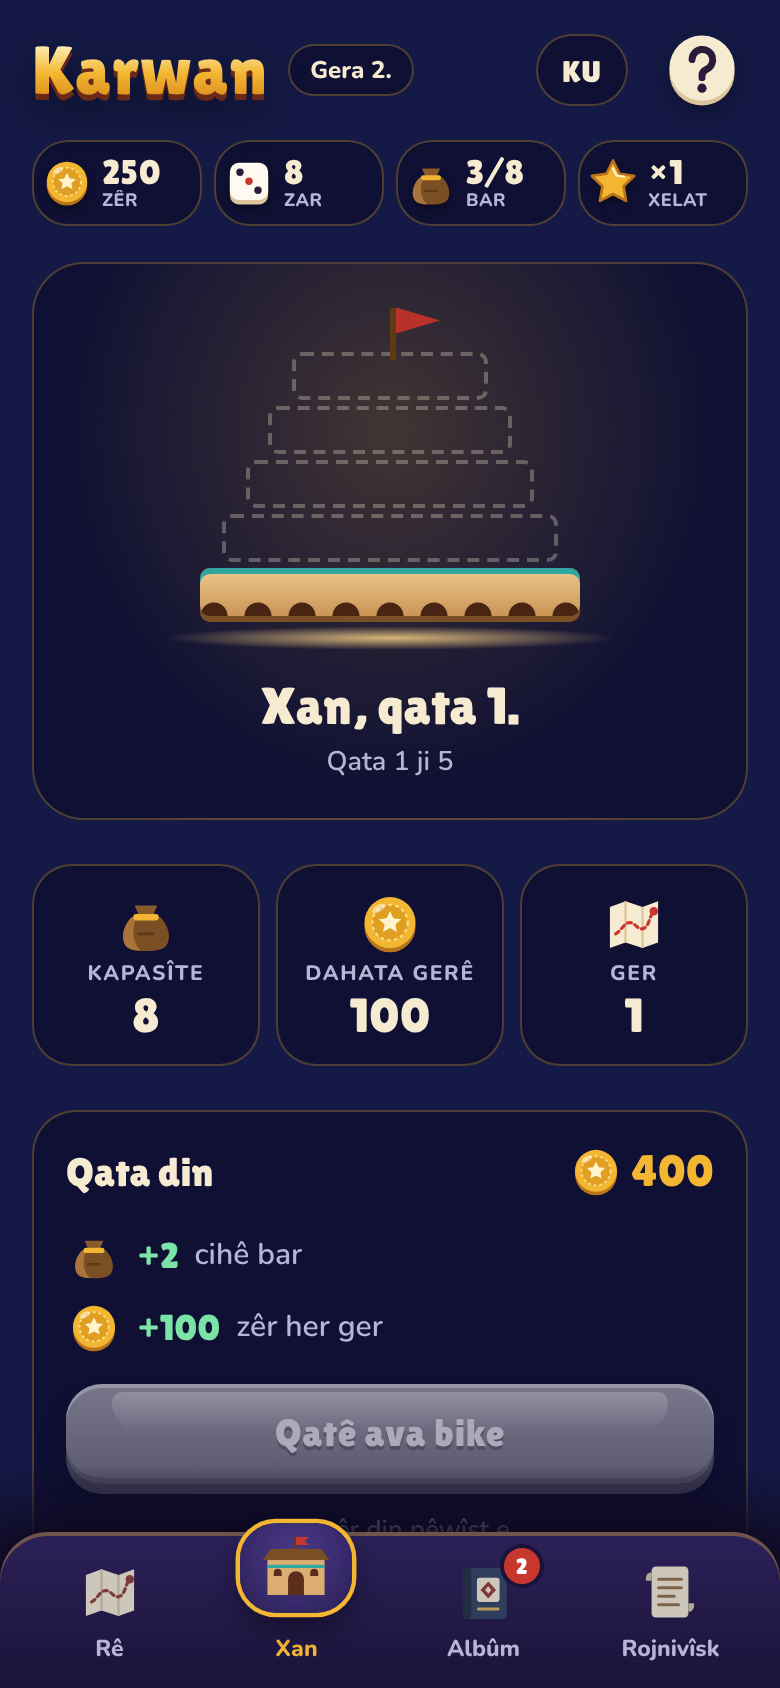 Karwan
Gera 2.
KU
?
250
ZÊR
8
ZAR
3/8
BAR
×1
XELAT
Xan, qata 1.
Qata 1 ji 5
KAPASÎTE
8
DAHATA GERÊ
100
GER
1
Qata din
400
+2 cihê bar
+100 zêr her ger
Qatê ava bike
din pêwîst e
2
Rê
Xan
Albûm
Rojnivîsk